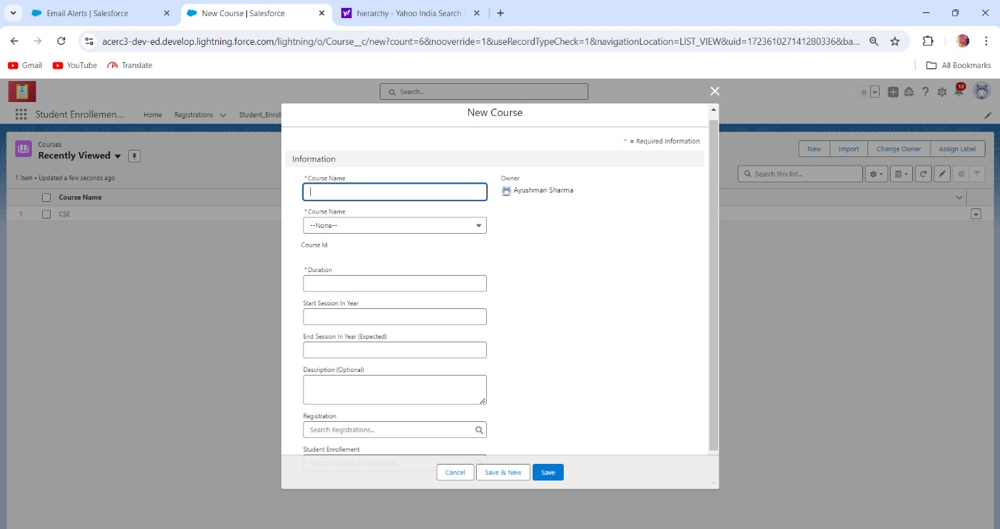 Email Alerts | Salesforce
New Course | Salesforce
hierarchy - Yahoo India Search
acerc3-dev-ed.develop.lightning.force.com/lightning/o/Course__c/new?count=6&nooverride=1&useRecordTypeCheck=1&navigationLocation=LIST_VIEW&uid=172361027141280336&ba...
Gmail
YouTube
Translate
All Bookmarks
Search...
12
Student Enrollemen...
Home
Registrations
Student_Enroll
New Course
* = Required Information
Information
*Course Name
Owner
Ayushman Sharma
*Course Name
--None--
Course Id
*Duration
Start Session In Year
End Session In Year (Expected)
Description (Optional)
Registration
Search Registrations...
Student Enrollement
Search Student_Enrollements...
Cancel
Save & New
Save
Courses
Recently Viewed
New
Import
Change Owner
Assign Label
1 item • Updated a few seconds ago
Search this list...
Course Name
1 CSE